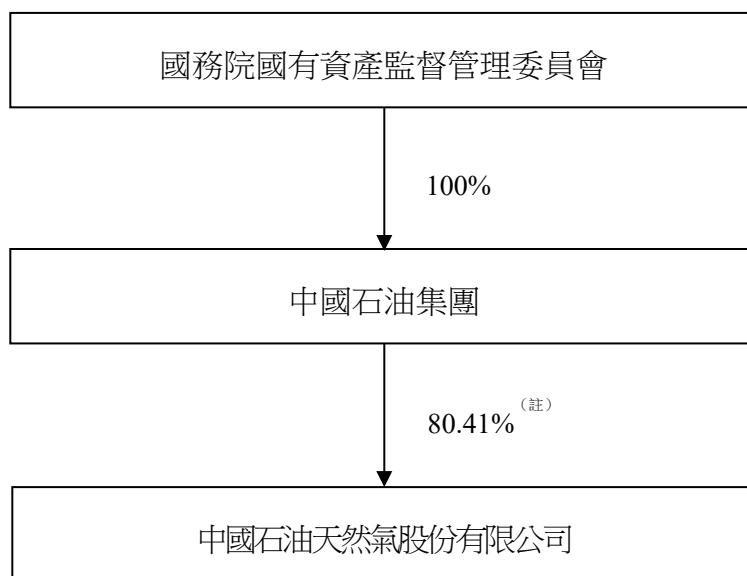 國務院國有資產監督管理委員會
100%
中國石油集團
80.41%（註）
中國石油天然氣股份有限公司